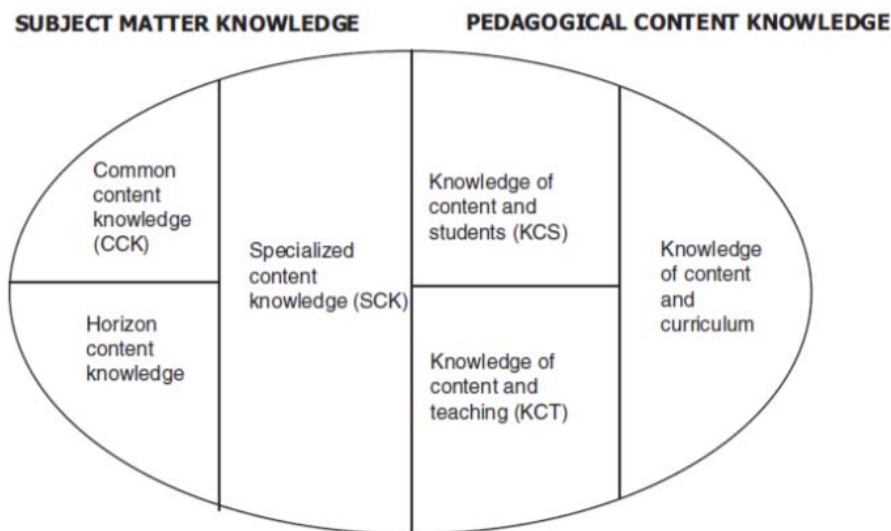 SUBJECT MATTER KNOWLEDGE
PEDAGOGICAL CONTENT KNOWLEDGE
Common
content
knowledge
(CCK)
Horizon
content
knowledge
Specialized
content
knowledge (SCK)
Knowledge of
content and
students (KCS)
Knowledge of
content and
teaching (KCT)
Knowledge
of content
and
curriculum